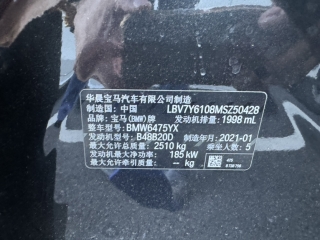 华晨宝马汽车有限公司制造
制造国：中国 LBV7Y6108MSZ50428
品牌：宝马(BMW)牌 发动机排量：1998 mL
整车型号：BMW6475YX
发动机型号：B48B20D 制造年月：2021-01
最大允许总质量：2510 kg 乘坐人数：5
发动机最大净功率：185 kW
最大允许牵引质量：-- kg